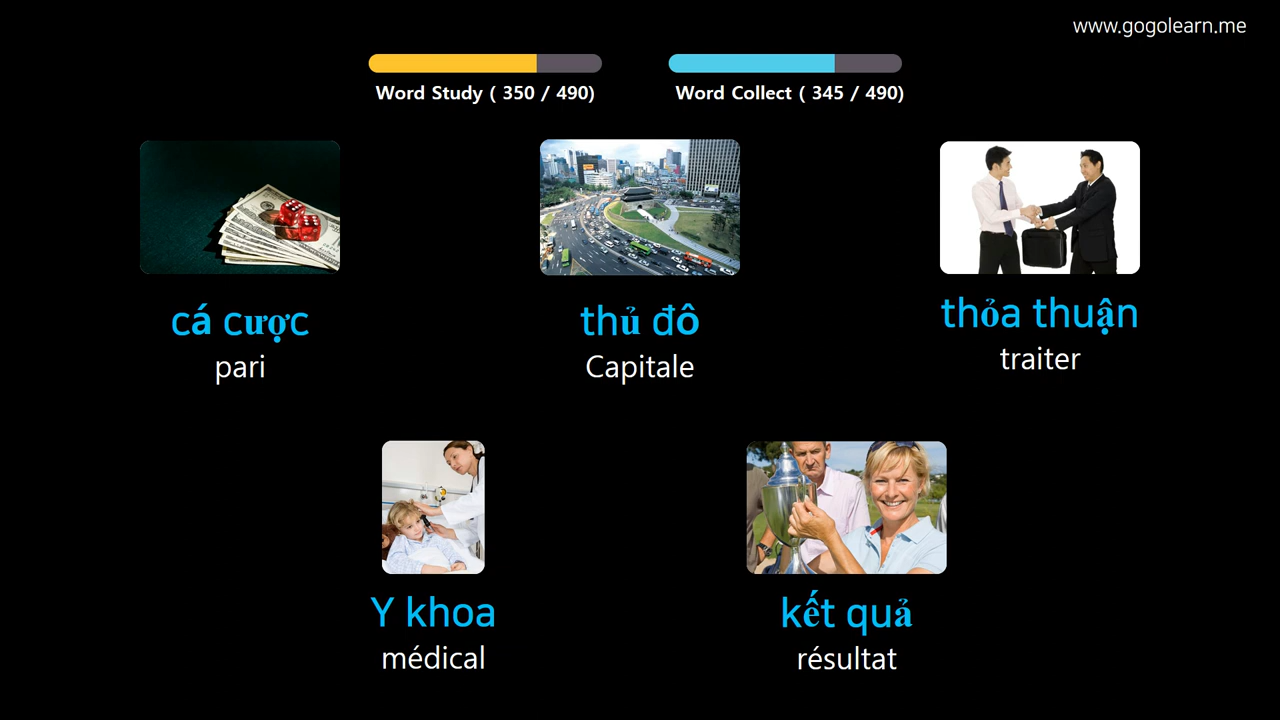 www.gogolearn.me
Word Study ( 350 / 490)
Word Collect ( 345 / 490)
cá cược
pari
thủ đô
Capitale
thỏa thuận
traiter
Y khoa
médical
kết quả
résultat